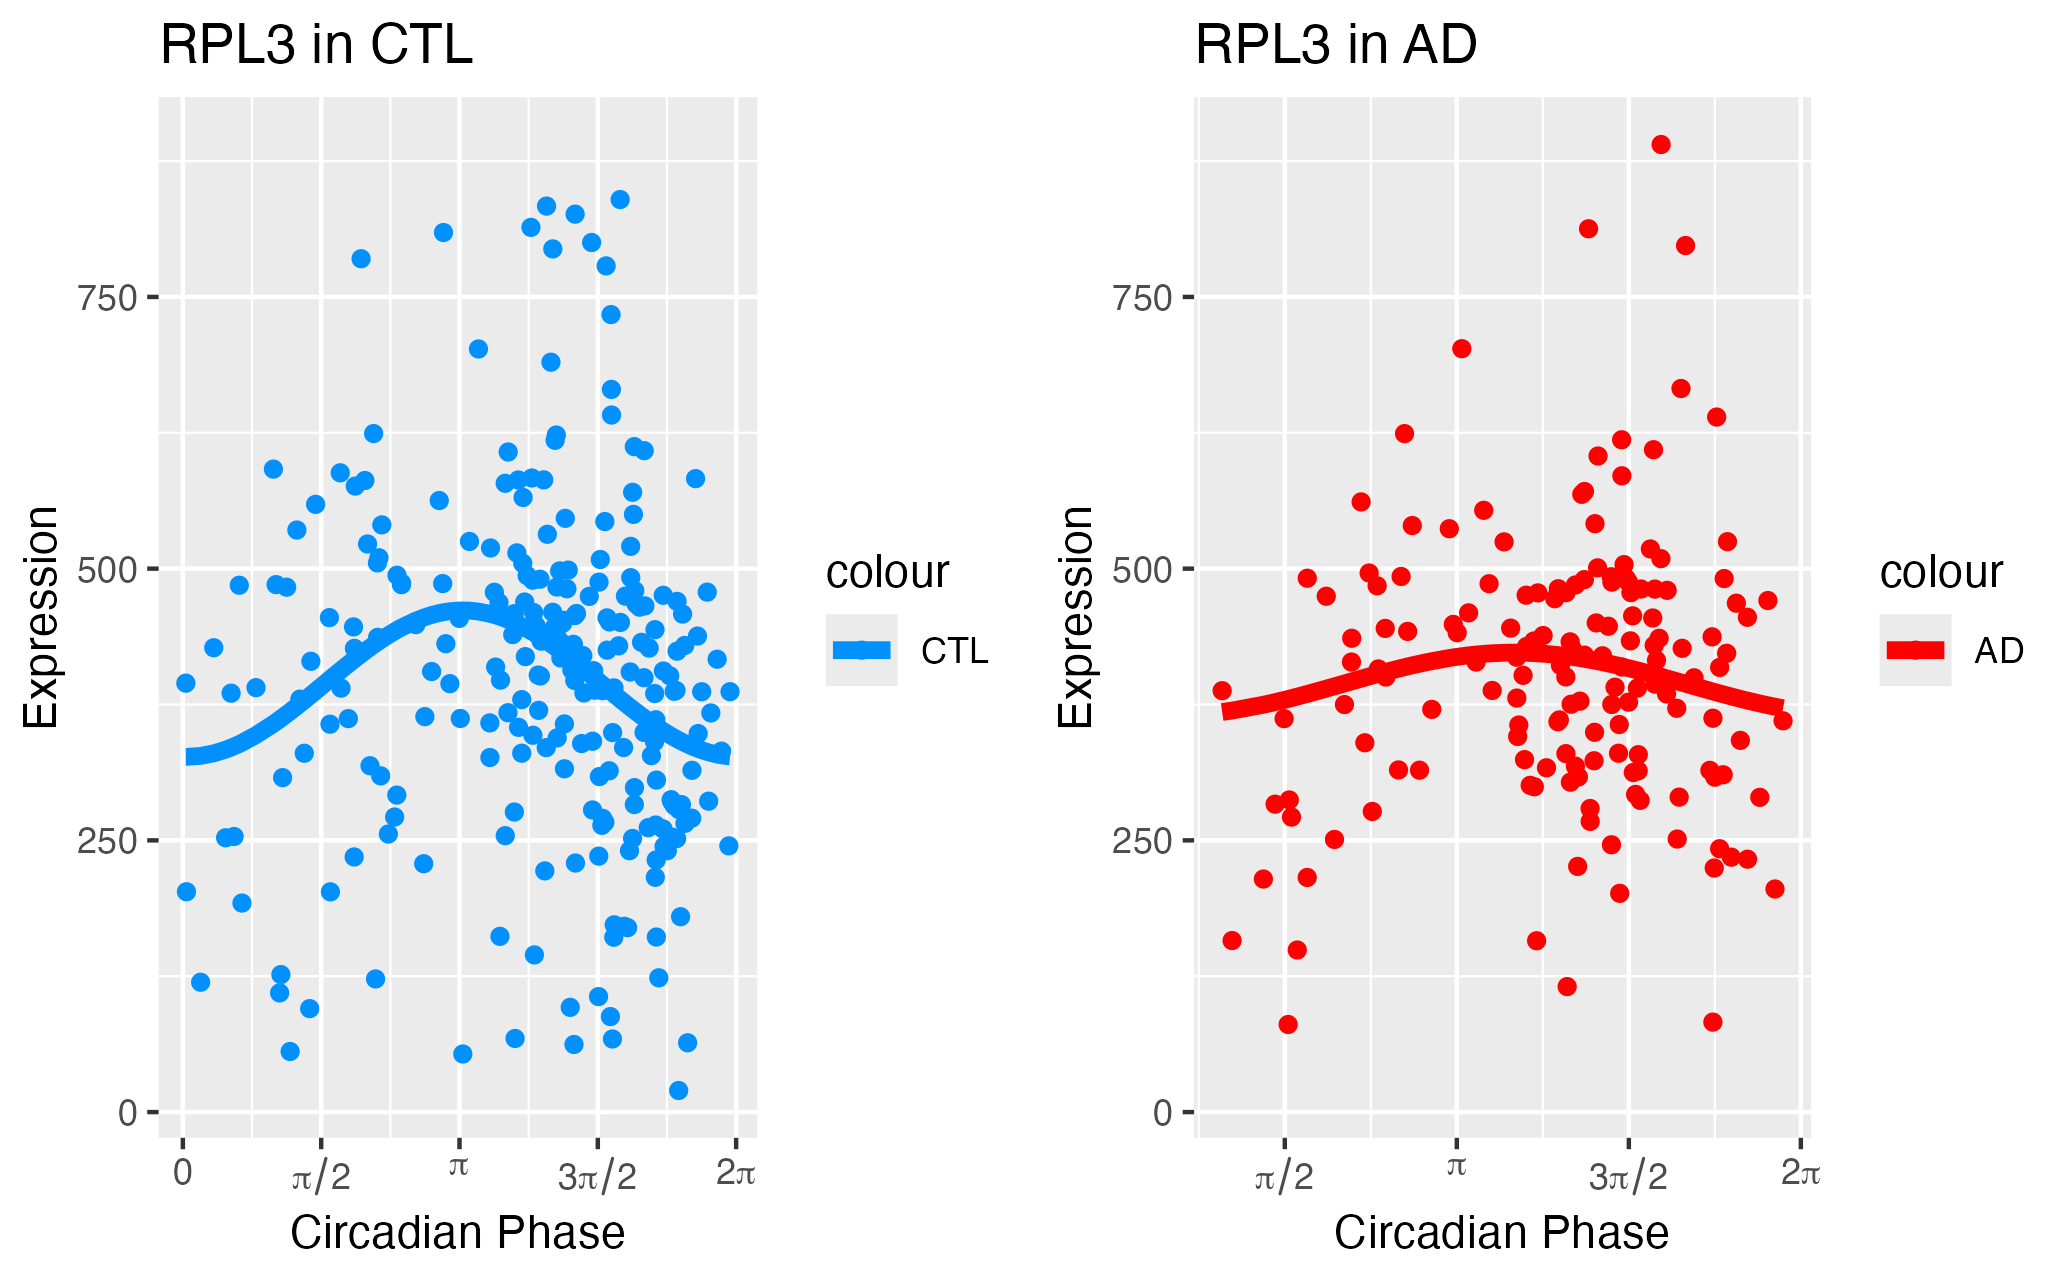 RPL3 in CTL
Expression
750
500
250
0
0 π/2 π 3π/2 2π
Circadian Phase
colour
CTL
RPL3 in AD
Expression
750
500
250
0
π/2 π 3π/2 2π
Circadian Phase
colour
AD